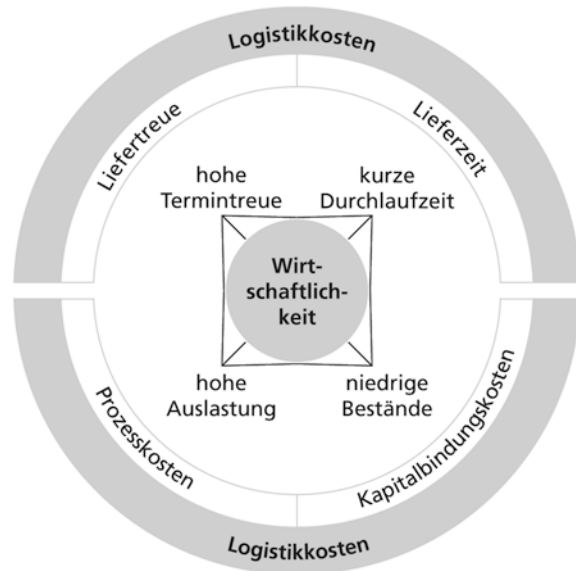 Logistikkosten
Liefertreue
Lieferzeit
hohe
Termintreue
kurze
Durchlaufzeit
Wirt-
schaftlich-
keit
hohe
Auslastung
niedrige
Bestände
Prozesskosten
Kapitalbindungskosten
Logistikkosten